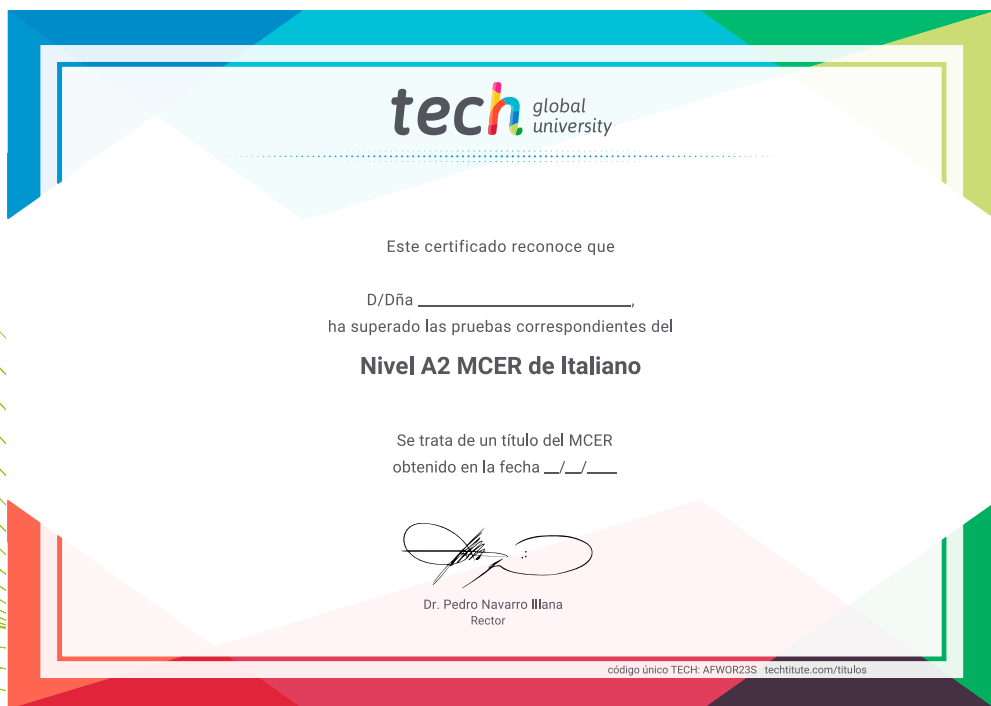 tech global university
Este certificado reconoce que
D/Dña ______________________,
ha superado las pruebas correspondientes del
Nivel A2 MCER de Italiano
Se trata de un título del MCER
obtenido en la fecha __/__/____
Dr. Pedro Navarro Illana
Rector
código único TECH: AFWOR23S techtitute.com/titulos